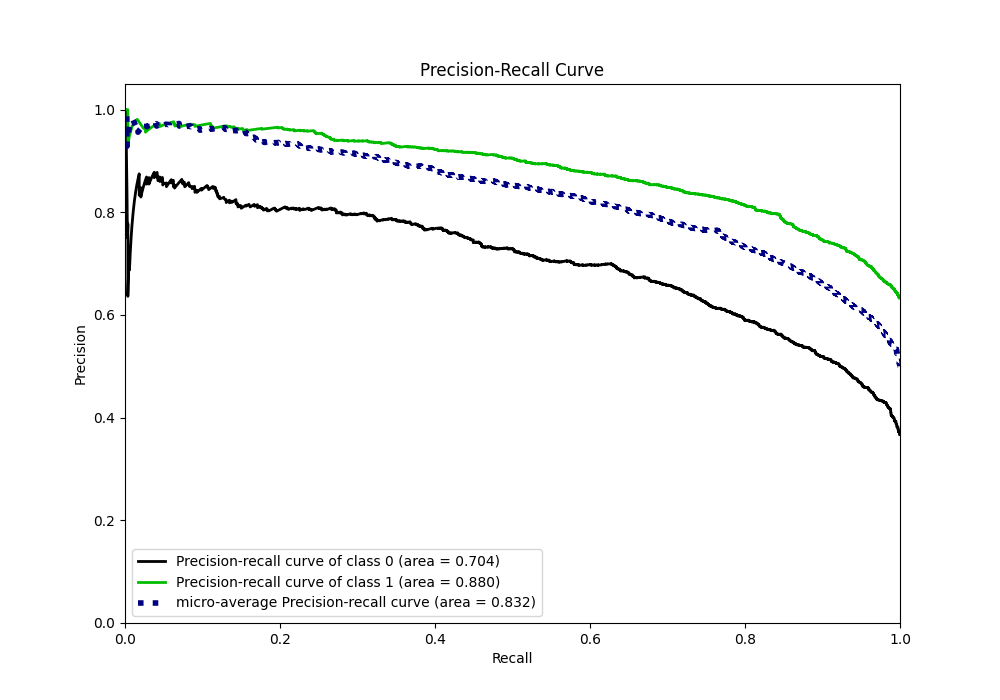 Precision-Recall Curve
1.0
0.8
0.6
0.4
0.2
0.0
Precision
Precision-recall curve of class 0 (area = 0.704)
Precision-recall curve of class 1 (area = 0.880)
micro-average Precision-recall curve (area = 0.832)
0.0 0.2 0.4 0.6 0.8 1.0
Recall